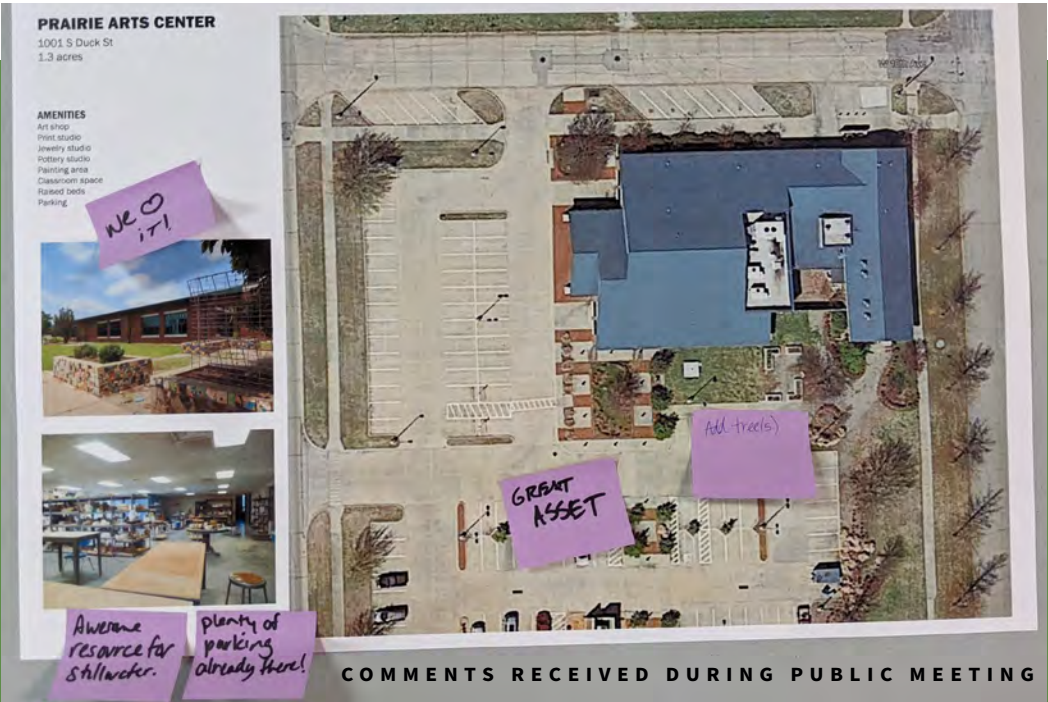 PRAIRIE ARTS CENTER
1001 S Duck St
1.3 acres
AMENITIES
Art shop
Print studio
Jewelry studio
Pottery studio
Painting area
Classroom space
Raised beds
Parking
we ♡
it!
Add tree(s)
GREAT
ASSET
Awesome
resource for
stillwater.
plenty of
parking
already there!
COMMENTS RECEIVED DURING PUBLIC MEETING